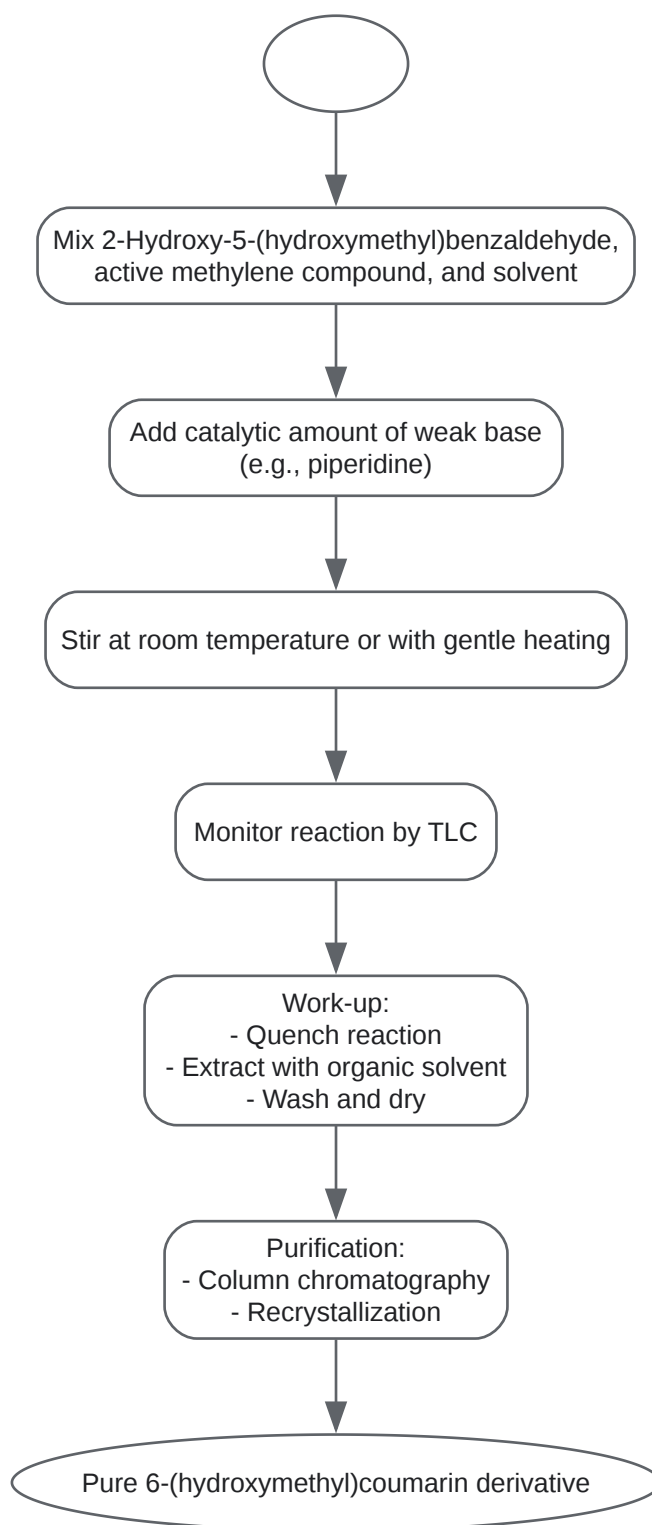 Mix 2-Hydroxy-5-(hydroxymethyl)benzaldehyde,
active methylene compound, and solvent
Add catalytic amount of weak base
(e.g., piperidine)
Stir at room temperature or with gentle heating
Monitor reaction by TLC
Work-up:
- Quench reaction
- Extract with organic solvent
- Wash and dry
Purification:
- Column chromatography
- Recrystallization
Pure 6-(hydroxymethyl)coumarin derivative